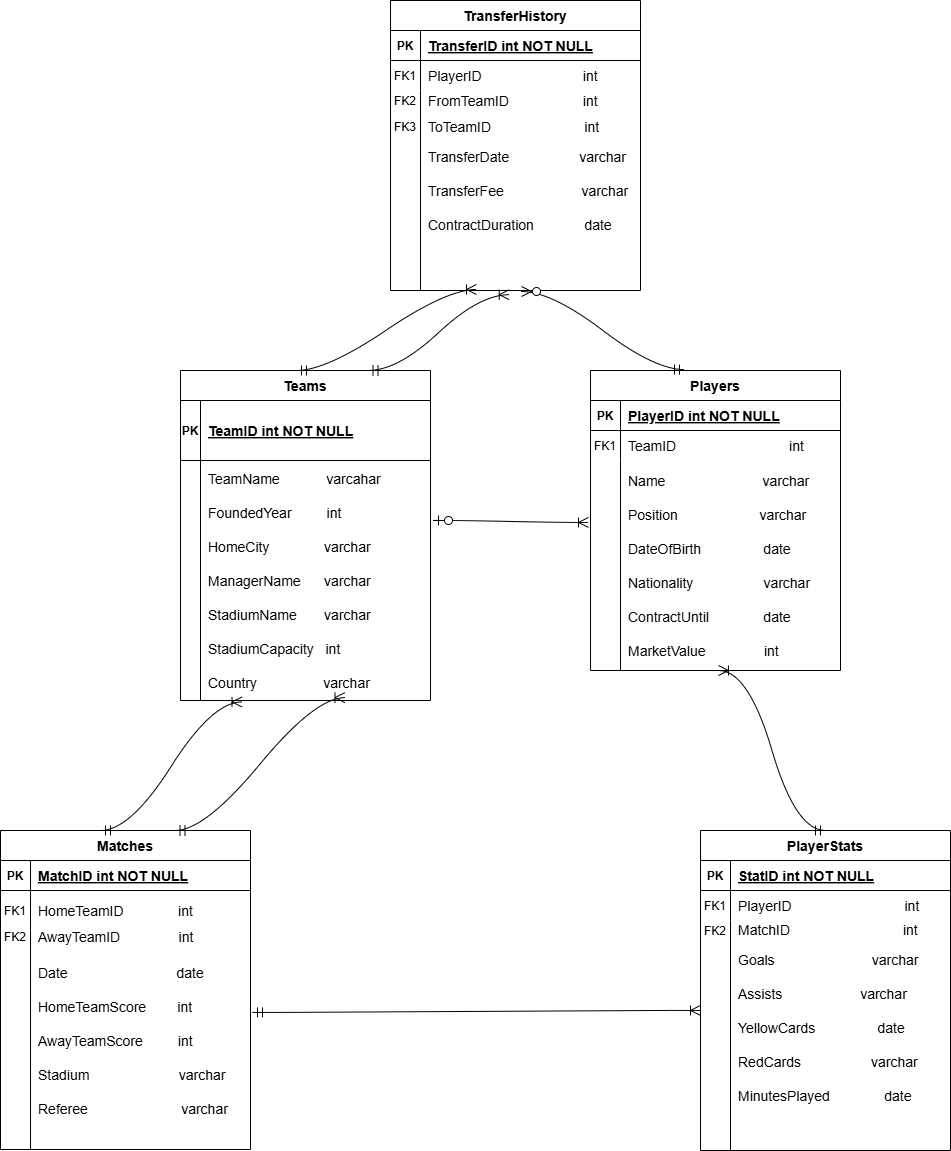 TransferHistory
PK TransferID int NOT NULL
FK1 PlayerID int
FK2 FromTeamID int
FK3 ToTeamID int
TransferDate varchar
TransferFee varchar
ContractDuration date
Teams
PK TeamID int NOT NULL
TeamName varcahar
FoundedYear int
HomeCity varchar
ManagerName varchar
StadiumName varchar
StadiumCapacity int
Country varchar
Players
PK PlayerID int NOT NULL
FK1 TeamID int
Name varchar
Position varchar
DateOfBirth date
Nationality varchar
ContractUntil date
MarketValue int
Matches
PK MatchID int NOT NULL
FK1 HomeTeamID int
FK2 AwayTeamID int
Date date
HomeTeamScore int
AwayTeamScore int
Stadium varchar
Referee varchar
PlayerStats
PK StatID int NOT NULL
FK1 PlayerID int
FK2 MatchID int
Goals varchar
Assists varchar
YellowCards date
RedCards varchar
MinutesPlayed date